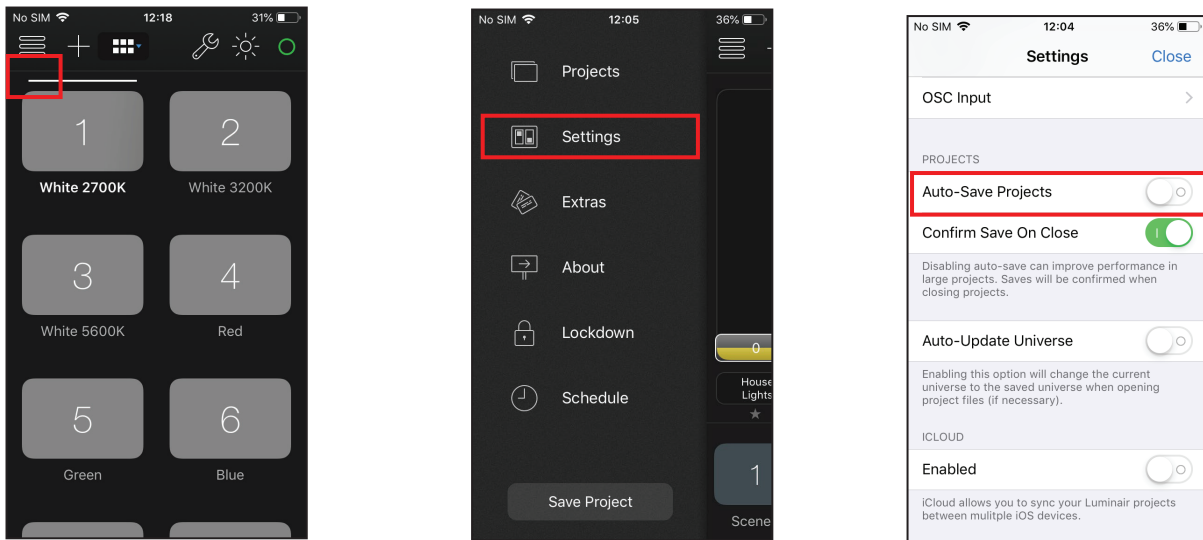 No SIM 12:18 31%
1
2
White 2700K
White 3200K
3
4
White 5600K
Red
5
6
Green
Blue
No SIM 12:05
Projects
Settings
Extras
About
Lockdown
Schedule
Save Project
36%
0
House
Lights
1
Scene
No SIM 12:04 36%
Settings
Close
OSC Input
PROJECTS
Auto-Save Projects
Confirm Save On Close
Disabling auto-save can improve performance in
large projects. Saves will be confirmed when
closing projects.
Auto-Update Universe
Enabling this option will change the current
universe to the saved universe when opening
project files (if necessary).
ICLOUD
Enabled
iCloud allows you to sync your Luminair projects
between mulitple iOS devices.